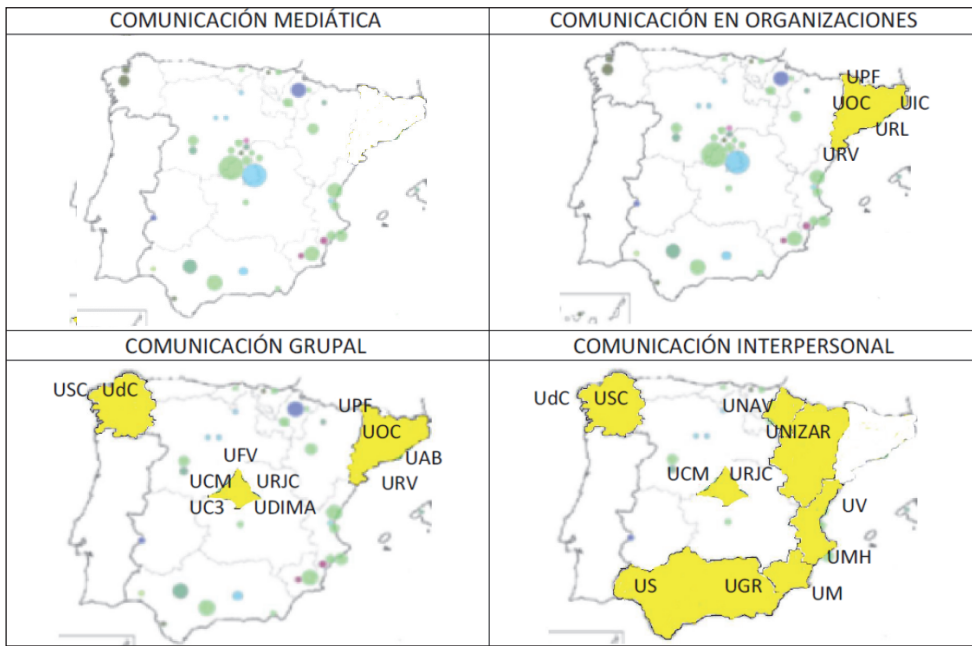 COMUNICACIÓN MEDIÁTICA
COMUNICACIÓN EN ORGANIZACIONES
UPF
UOC UIC
URL
URV
COMUNICACIÓN GRUPAL
USC UdC
UPF
UOC
UFV
UAB
UCM URJC
URV
UC3 UDIMA
COMUNICACIÓN INTERPERSONAL
UdC USC
UNAV
UNIZAR
UCM URJC
UV
UMH
US UGR
UM